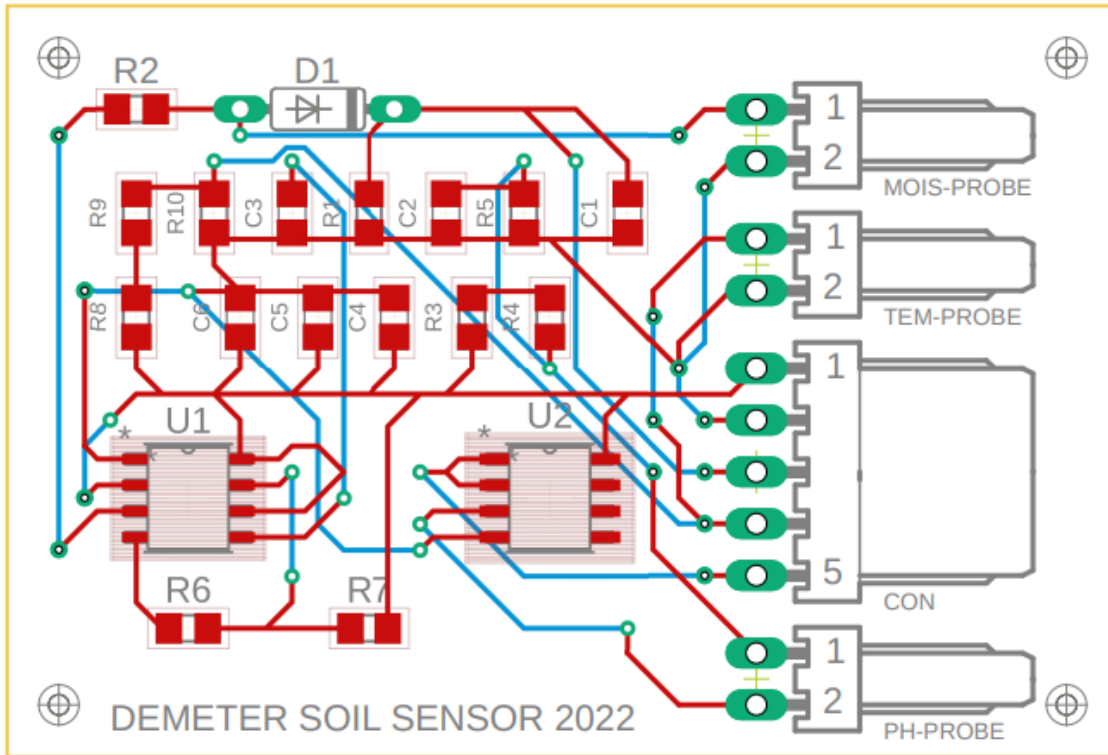 R2
D1
1
2
MOIS-PROBE
R9
R10
C3
R1
C2
R5
C1
1
2
TEM-PROBE
R8
C6
C5
C4
R3
R4
1
5
CON
*
U1
*
*
U2
*
R6
R7
1
2
PH-PROBE
DEMETER SOIL SENSOR 2022